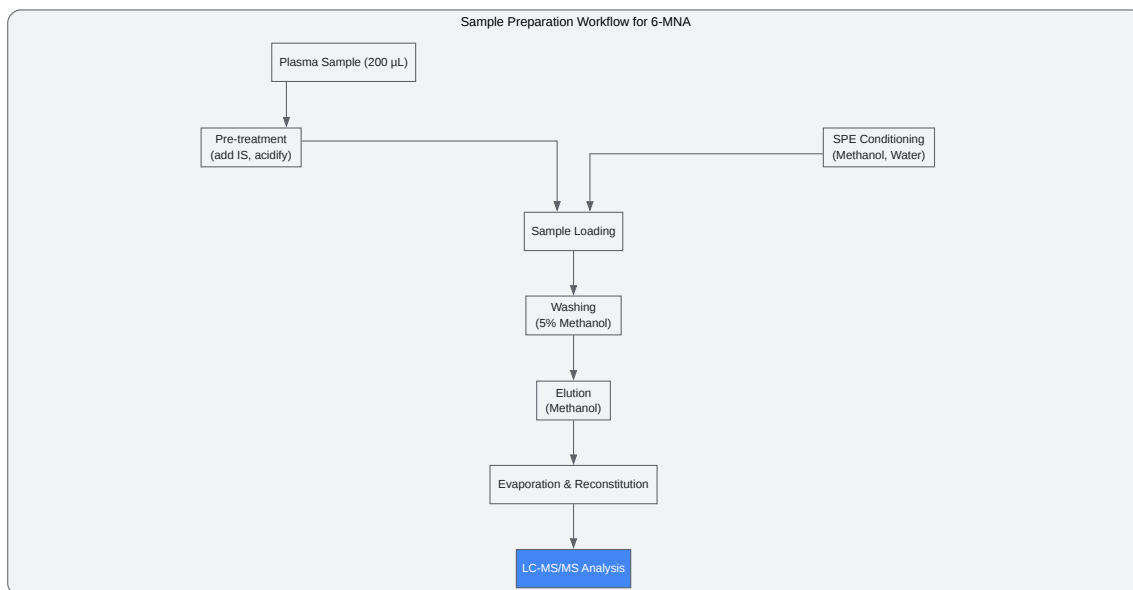 Sample Preparation Workflow for 6-MNA
Plasma Sample (200 µL)
Pre-treatment
(add IS, acidify)
SPE Conditioning
(Methanol, Water)
Sample Loading
Washing
(5% Methanol)
Elution
(Methanol)
Evaporation & Reconstitution
LC-MS/MS Analysis